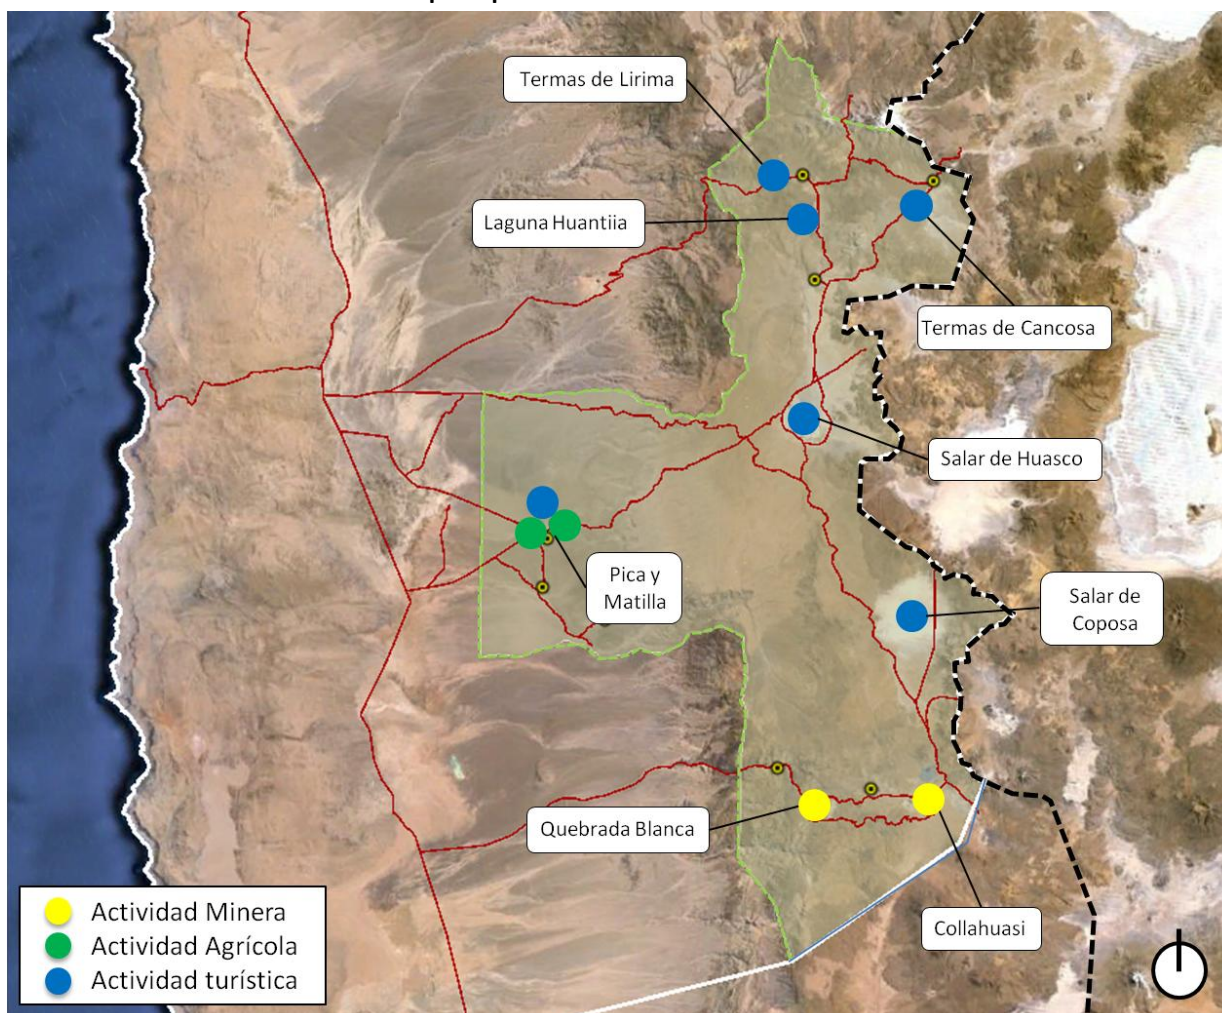 Termas de Lirima
Laguna Huantiia
Termas de Cancosa
Salar de Huasco
Pica y
Matilla
Salar de
Coposa
Quebrada Blanca
Collahuasi
Actividad Minera
Actividad Agrícola
Actividad turística